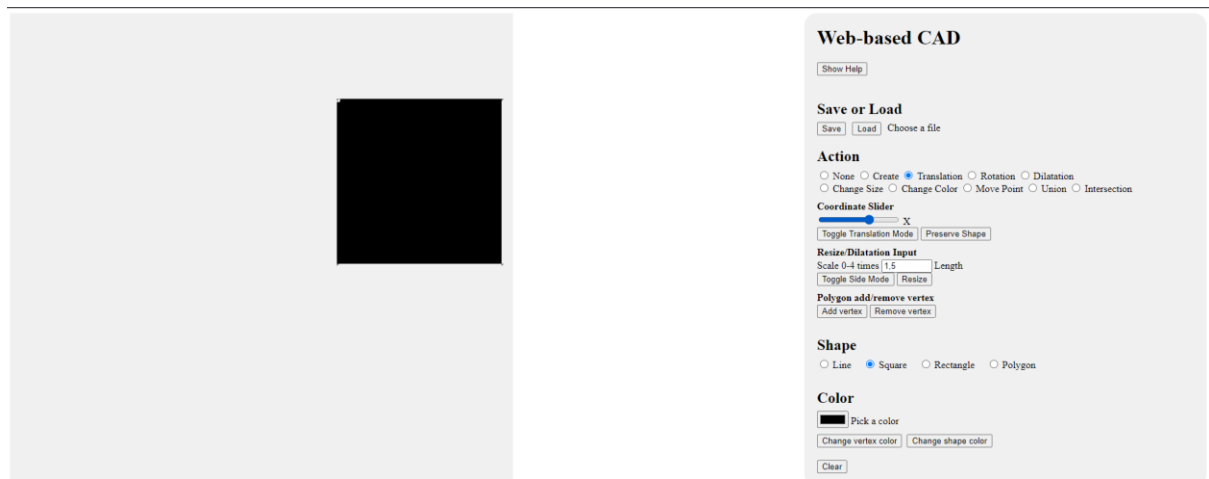 Web-based CAD
Show Help
Save or Load
Save Load Choose a file
Action
None Create Translation Rotation Dilatation
Change Size Change Color Move Point Union Intersection
Coordinate Slider
X
Toggle Translation Mode Preserve Shape
Resize/Dilatation Input
Scale 0-4 times 1,5 Length
Toggle Side Mode Resize
Polygon add/remove vertex
Add vertex Remove vertex
Shape
Line Square Rectangle Polygon
Color
Pick a color
Change vertex color Change shape color
Clear